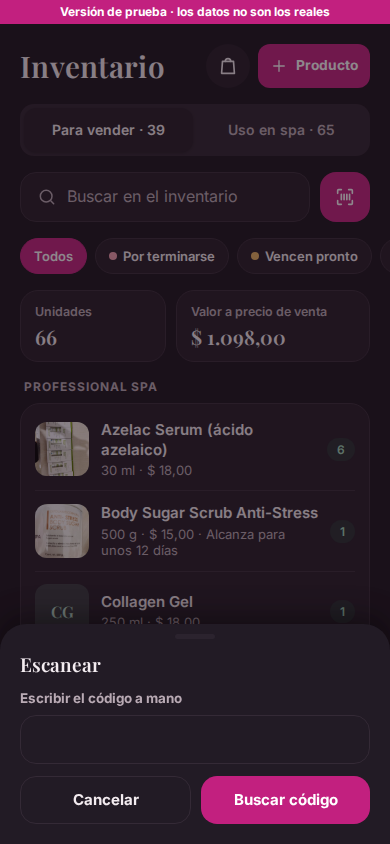 Versión de prueba · los datos no son los reales
Inventario
Producto
Para vender · 39
Uso en spa · 65
Buscar en el inventario
Todos
Por terminarse
Vencen pronto
Unidades
66
Valor a precio de venta
$ 1.098,00
PROFESSIONAL SPA
Azelac Serum (ácido
azelaico)
30 ml · $ 18,00
6
Body Sugar Scrub Anti-Stress
500 g · $ 15,00 · Alcanza para
unos 12 días
1
CG
Collagen Gel
250 ml · $ 18,00
1
Escanear
Escribir el código a mano
Cancelar
Buscar código